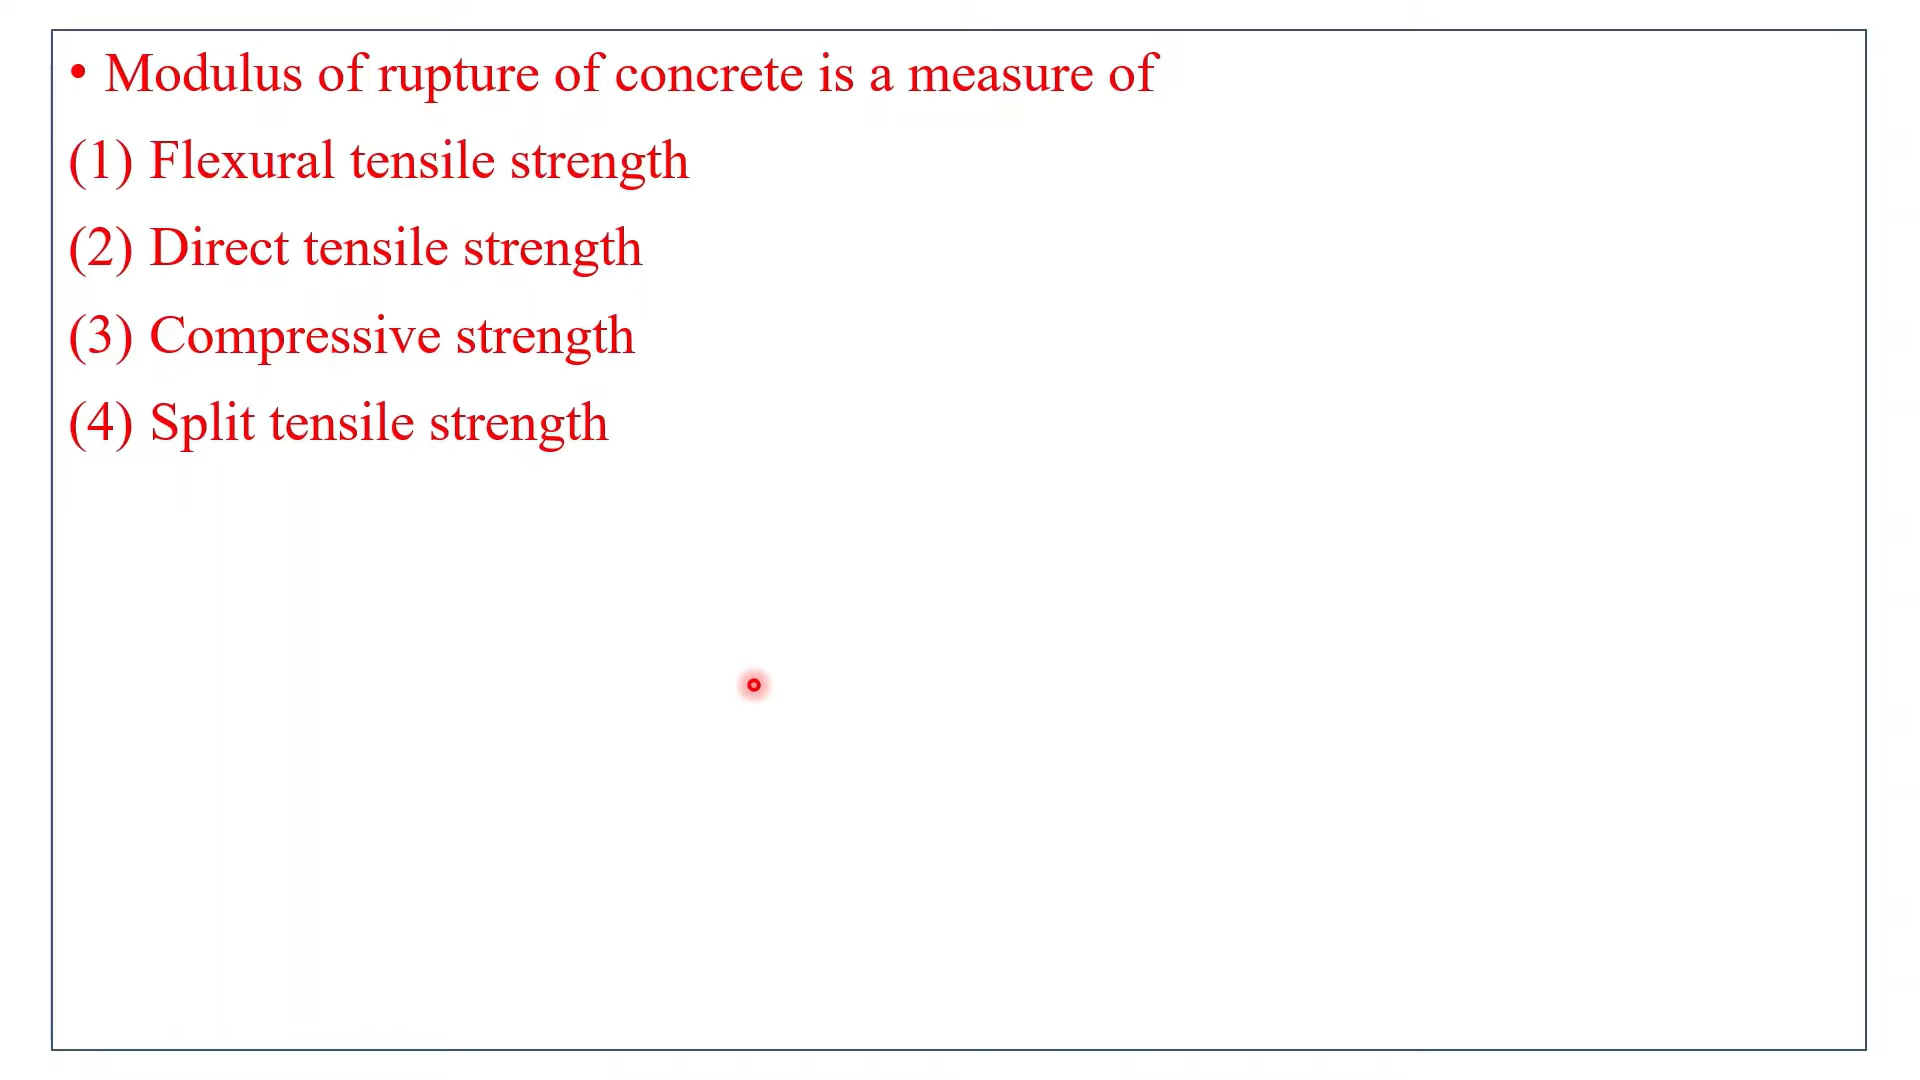 • Modulus of rupture of concrete is a measure of
(1) Flexural tensile strength
(2) Direct tensile strength
(3) Compressive strength
(4) Split tensile strength